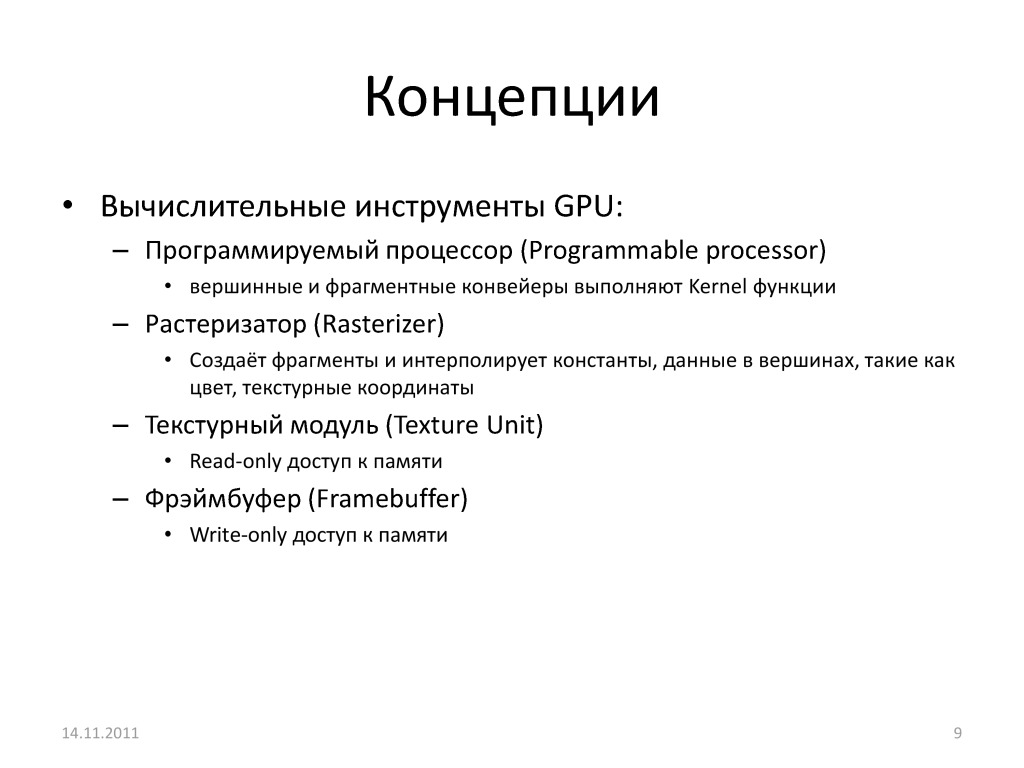 Концепции
• Вычислительные инструменты GPU:
– Программируемый процессор (Programmable processor)
• вершинные и фрагментные конвейеры выполняют Kernel функции
– Растеризатор (Rasterizer)
• Создаёт фрагменты и интерполирует константы, данные в вершинах, такие как
цвет, текстурные координаты
– Текстурный модуль (Texture Unit)
• Read-only доступ к памяти
– Фрэймбуфер (Framebuffer)
• Write-only доступ к памяти
14.11.2011
9